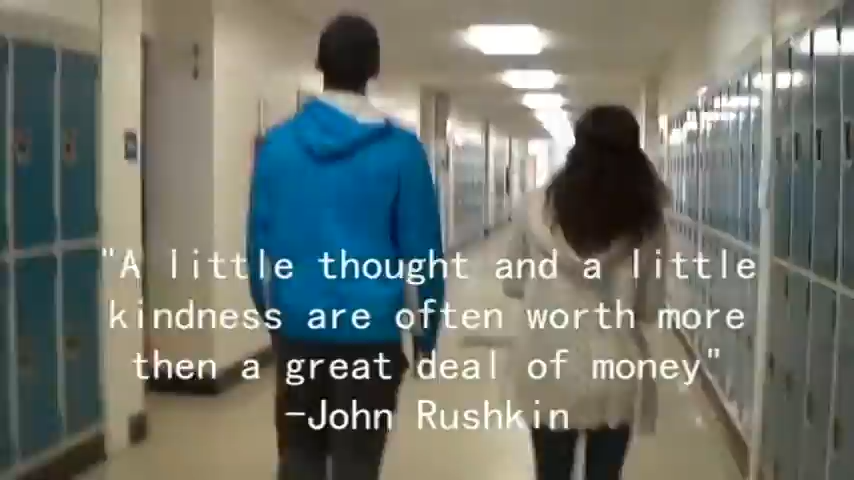 "A little thought and a little
kindness are often worth more
then a great deal of money"
-John Rushkin